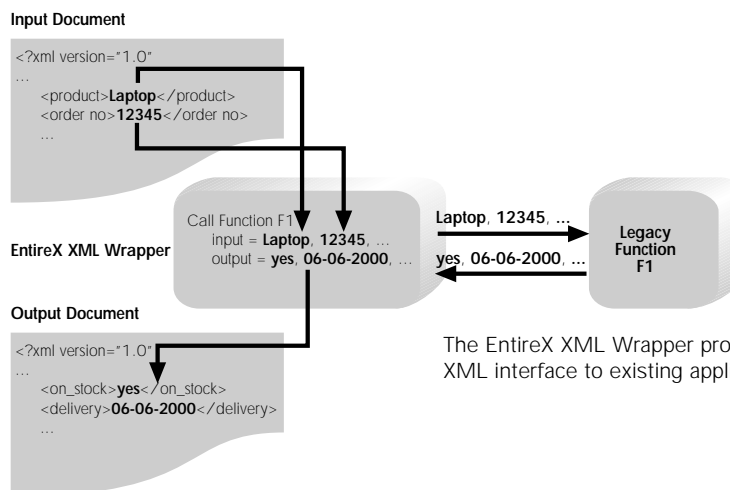 Input Document
<?xml version="1.0"
...
<product>Laptop</product>
<order no>12345</order no>
...
EntireX XML Wrapper
Call Function F1
input = Laptop, 12345, ...
output = yes, 06-06-2000, ...
Laptop, 12345, ...
yes, 06-06-2000, ...
Legacy
Function
F1
Output Document
<?xml version="1.0"
...
<on_stock>yes</on_stock>
<delivery>06-06-2000</delivery>
...
The EntireX XML Wrapper pro
XML interface to existing appl